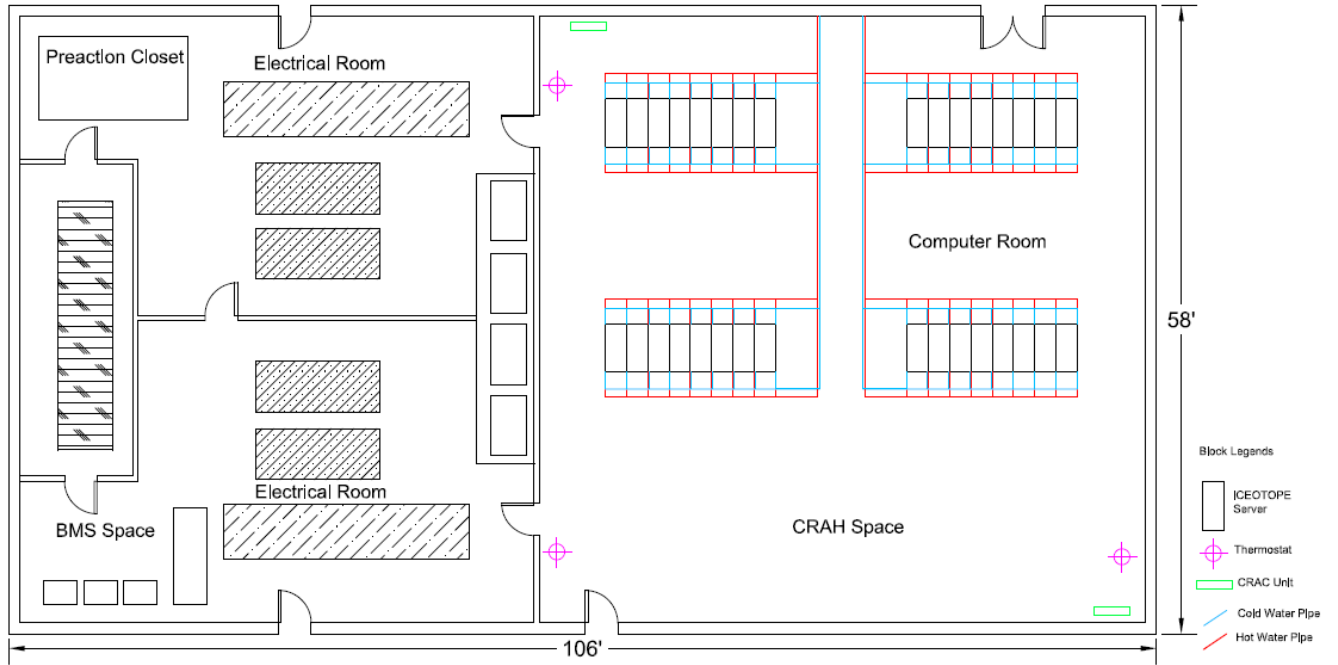 Preaction Closet
Electrical Room
Computer Room
58'
Electrical Room
BMS Space
CRAH Space
106'
Block Legends
ICEOTOPE
Server
Thermostat
CRAC Unit
Cold Water Pipe
Hot Water Pipe